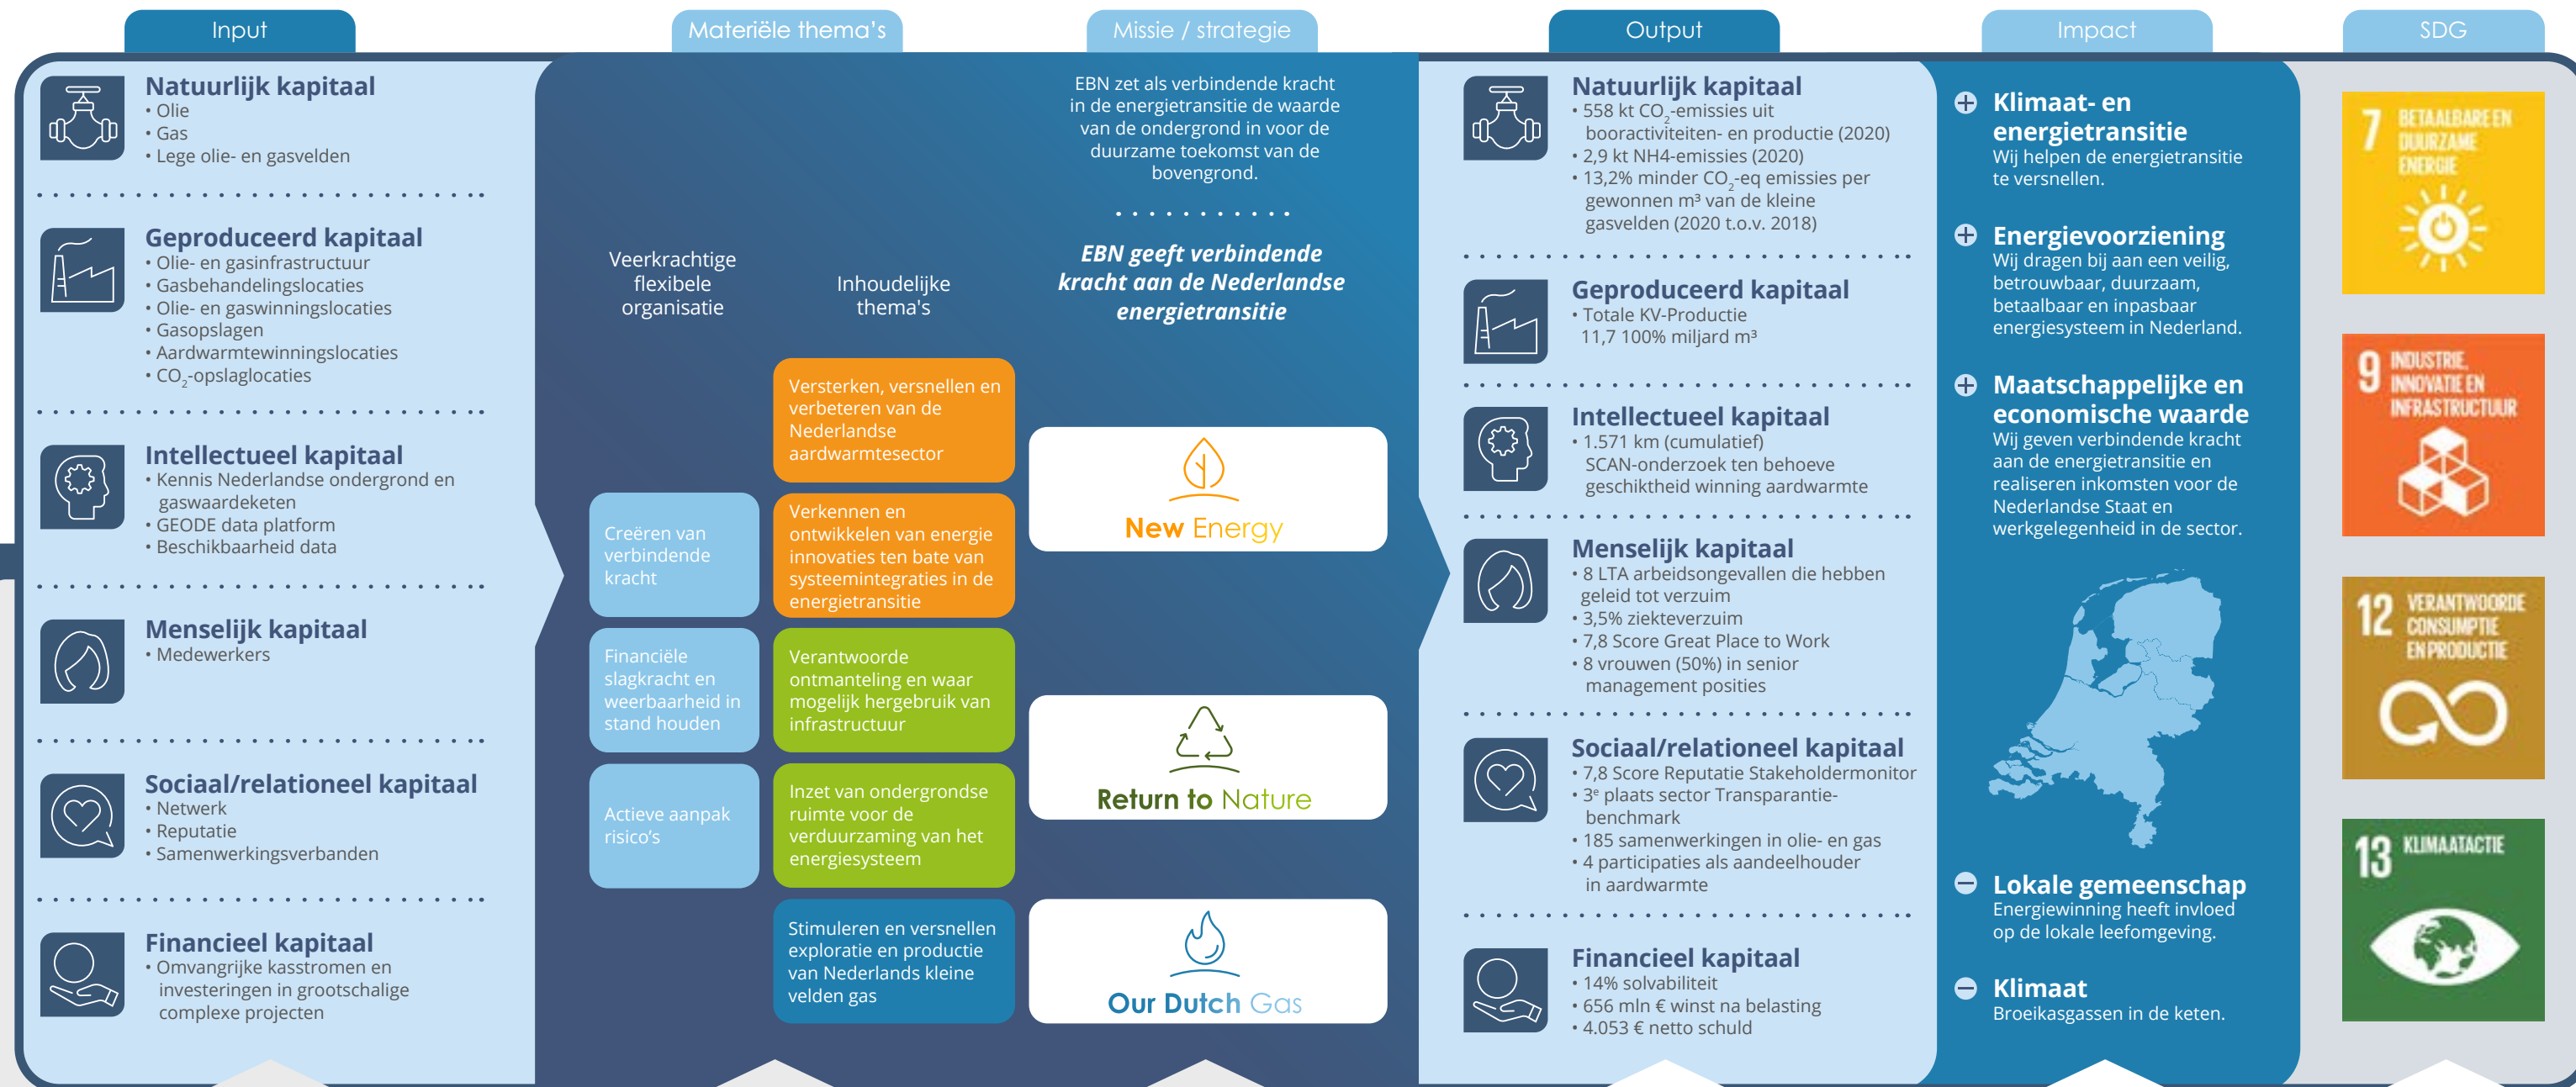 Input
Materiële thema's
Missie / strategie
Output
Impact
SDG
Natuurlijk kapitaal
• Olie
• Gas
• Lege olie- en gasvelden
Geproduceerd kapitaal
• Olie- en gasinfrastructuur
• Gasbehandelingslocaties
• Olie- en gaswinningslocaties
• Gasopslagen
• Aardwarmtewinningslocaties
• CO₂-opslaglocaties
Intellectueel kapitaal
• Kennis Nederlandse ondergrond en
gaswaardeketen
• GEODE data platform
• Beschikbaarheid data
Menselijk kapitaal
• Medewerkers
Sociaal/relationeel kapitaal
• Netwerk
• Reputatie
• Samenwerkingsverbanden
Financieel kapitaal
• Omvangrijke kasstromen en
investeringen in grootschalige
complexe projecten
Veerkrachtige
flexibele
organisatie
Creëren van
verbindende
kracht
Financiële
slagkracht en
weerbaarheid in
stand houden
Actieve aanpak
risico's
Inhoudelijke
thema's
Versterken, versnellen en
verbeteren van de
Nederlandse
aardwarmtesector
Verkennen en
ontwikkelen van energie
innovaties ten bate van
systeemintegraties in de
energietransitie
Verantwoorde
ontmanteling en waar
mogelijk hergebruik van
infrastructuur
Inzet van ondergrondse
ruimte voor de
verduurzaming van het
energiesysteem
Stimuleren en versnellen
exploratie en productie
van Nederlands kleine
velden gas
EBN zet als verbindende kracht
in de energietransitie de waarde
van de ondergrond in voor de
duurzame toekomst van de
bovengrond.
EBN geeft verbindende
kracht aan de Nederlandse
energietransitie
New Energy
Return to Nature
Our Dutch Gas
Natuurlijk kapitaal
• 558 kt CO₂-emissies uit
booractiviteiten- en productie (2020)
• 2,9 kt NH4-emissies (2020)
• 13,2% minder CO₂-eq emissies per
gewonnen m³ van de kleine
gasvelden (2020 t.o.v. 2018)
Geproduceerd kapitaal
• Totale KV-Productie
11,7 100% miljard m³
Intellectueel kapitaal
• 1.571 km (cumulatief)
SCAN-onderzoek ten behoeve
geschiktheid winning aardwarmte
Menselijk kapitaal
• 8 LTA arbeidsongevallen die hebben
geleid tot verzuim
• 3,5% ziekteverzuim
• 7,8 Score Great Place to Work
• 8 vrouwen (50%) in senior
management posities
Sociaal/relationeel kapitaal
• 7,8 Score Reputatie Stakeholdermonitor
• 3ᵉ plaats sector Transparantie-
benchmark
• 185 samenwerkingen in olie- en gas
• 4 participaties als aandeelhouder
in aardwarmte
Financieel kapitaal
• 14% solvabiliteit
• 656 mln € winst na belasting
• 4.053 € netto schuld
Klimaat- en
energietransitie
Wij helpen de energietransitie
te versnellen.
Energievoorziening
Wij dragen bij aan een veilig,
betrouwbaar, duurzaam,
betaalbaar en inpasbaar
energiesysteem in Nederland.
Maatschappelijke en
economische waarde
Wij geven verbindende kracht
aan de energietransitie en
realiseren inkomsten voor de
Nederlandse Staat en
werkgelegenheid in de sector.
Lokale gemeenschap
Energiewinning heeft invloed
op de lokale leefomgeving.
Klimaat
Broeikasgassen in de keten.
7 BETAALBARE EN
DUURZAME
ENERGIE
9 INDUSTRIE,
INNOVATIE EN
INFRASTRUCTUUR
12 VERANTWOORDE
CONSUMPTIE
EN PRODUCTIE
13 KLIMAATACTIE